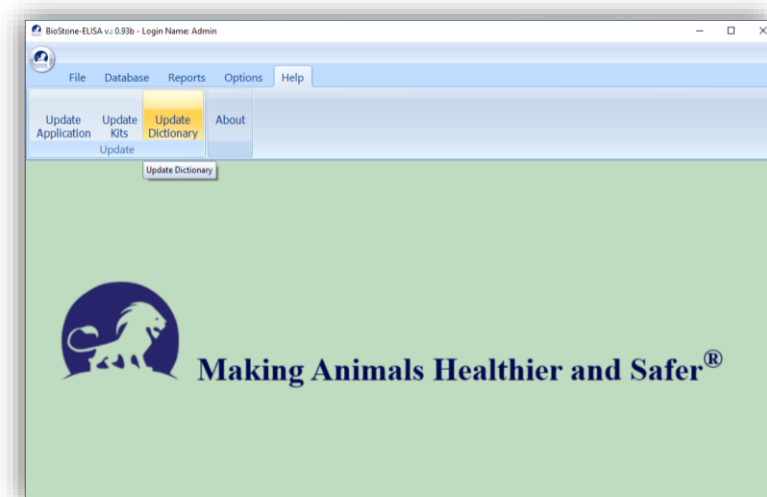 BioStone-ELISA v.: 0.93b - Login Name: Admin
File Database Reports Options Help
Update Application Update Kits Update Dictionary About
Update
Update Dictionary
Making Animals Healthier and Safer®